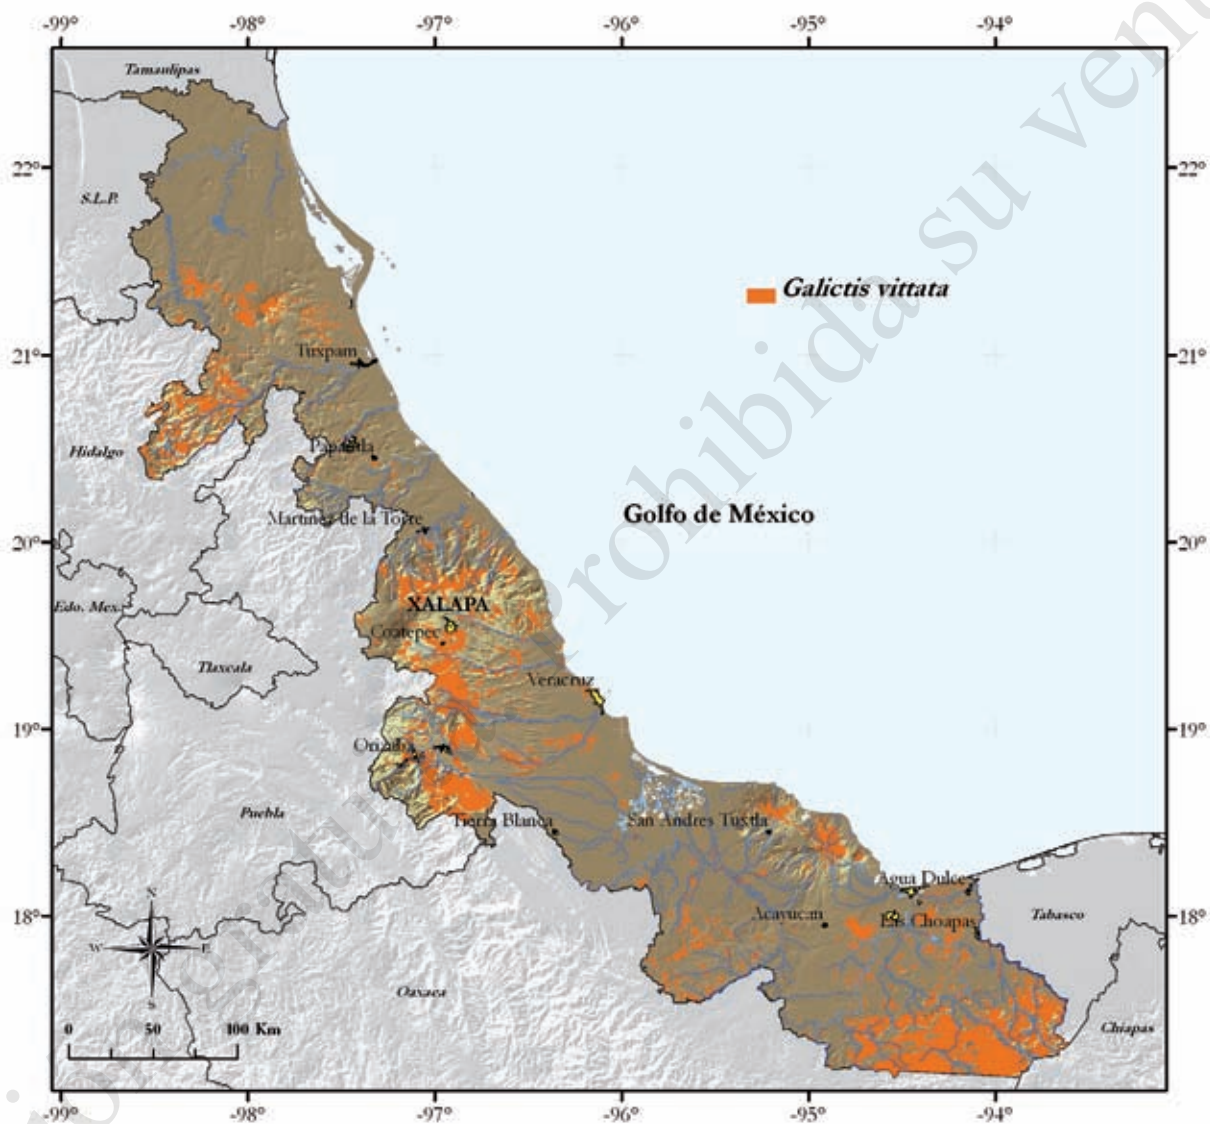 -99° -98° -97° -96° -95° -94°
Tamaulipas
22° 22°
S.L.P.
Galictis vittata
Tuxpam
21° 21°
Hidalgo
Papantla
Golfo de México
Martínez de la Torre
20° 20°
Edo. Mex.
XALAPA
Coatepec
Tlaxcala
Veracruz
19° 19°
Orizaba
Puebla
Tierra Blanca
San Andres Tuxtla
Agua Dulce
Acayucan
Las Choapas
Tabasco
18° 18°
N
W E
S
Oaxaca
Chiapas
0 50 100 Km
-99° -98° -97° -96° -95° -94°
Prohibida su vent